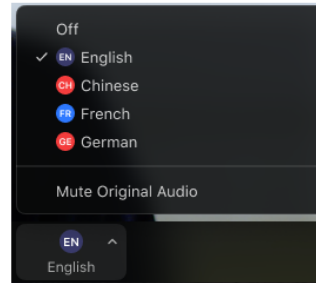 Off
EN English
CH Chinese
FR French
GE German
Mute Original Audio
EN
English